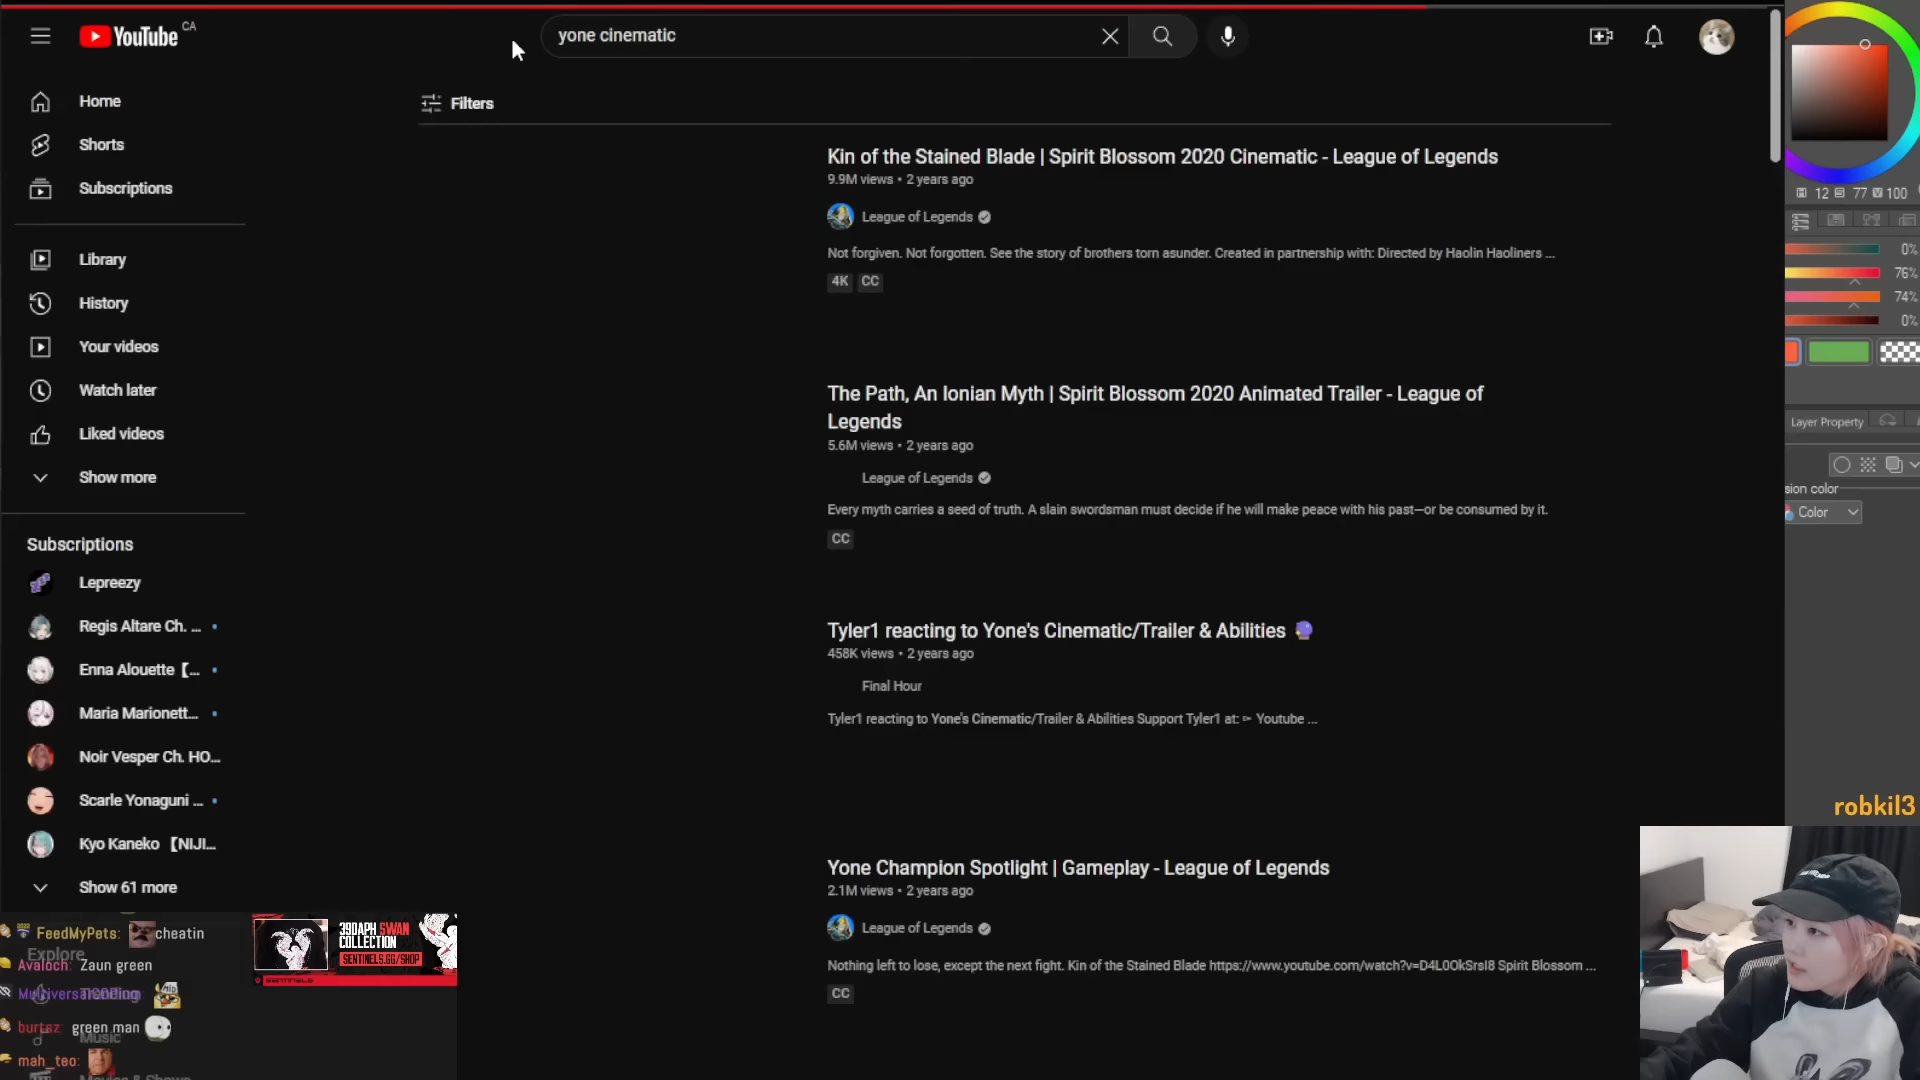 YouTube CA
yone cinematic
Home
Shorts
Subscriptions
Library
History
Your videos
Watch later
Liked videos
Show more
Subscriptions
Lepreezy
Regis Altare Ch. ...
Enna Alouette【...
Maria Marionett...
Noir Vesper Ch. HO...
Scarle Yonaguni ...
Kyo Kaneko 【NIJI...
Show 61 more
Explore
Trending
Music
Filters
Kin of the Stained Blade | Spirit Blossom 2020 Cinematic - League of Legends
9.9M views • 2 years ago
League of Legends
Not forgiven. Not forgotten. See the story of brothers torn asunder. Created in partnership with: Directed by Haolin Haoliners ...
4K CC
The Path, An Ionian Myth | Spirit Blossom 2020 Animated Trailer - League of
Legends
5.6M views • 2 years ago
League of Legends
Every myth carries a seed of truth. A slain swordsman must decide if he will make peace with his past—or be consumed by it.
CC
Tyler1 reacting to Yone's Cinematic/Trailer & Abilities 🔮
458K views • 2 years ago
Final Hour
Tyler1 reacting to Yone's Cinematic/Trailer & Abilities Support Tyler1 at: ➣ Youtube ...
Yone Champion Spotlight | Gameplay - League of Legends
2.1M views • 2 years ago
League of Legends
Nothing left to lose, except the next fight. Kin of the Stained Blade https://www.youtube.com/watch?v=D4L0OkSrsI8 Spirit Blossom ...
CC
FeedMyPets: cheatin
Avaloch: Zaun green
burtsz green man
mah_teo:
39DAPH SWAN
COLLECTION
SENTINELS.GG/SHOP
SENTINELS
H 12 S 77 V 100
0%
76%
74%
0%
Layer Property
sion color
Color
robkil3